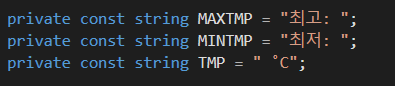 private const string MAXTMP = "최고: ";
private const string MINTMP = "최저: ";
private const string TMP = " ˚C";